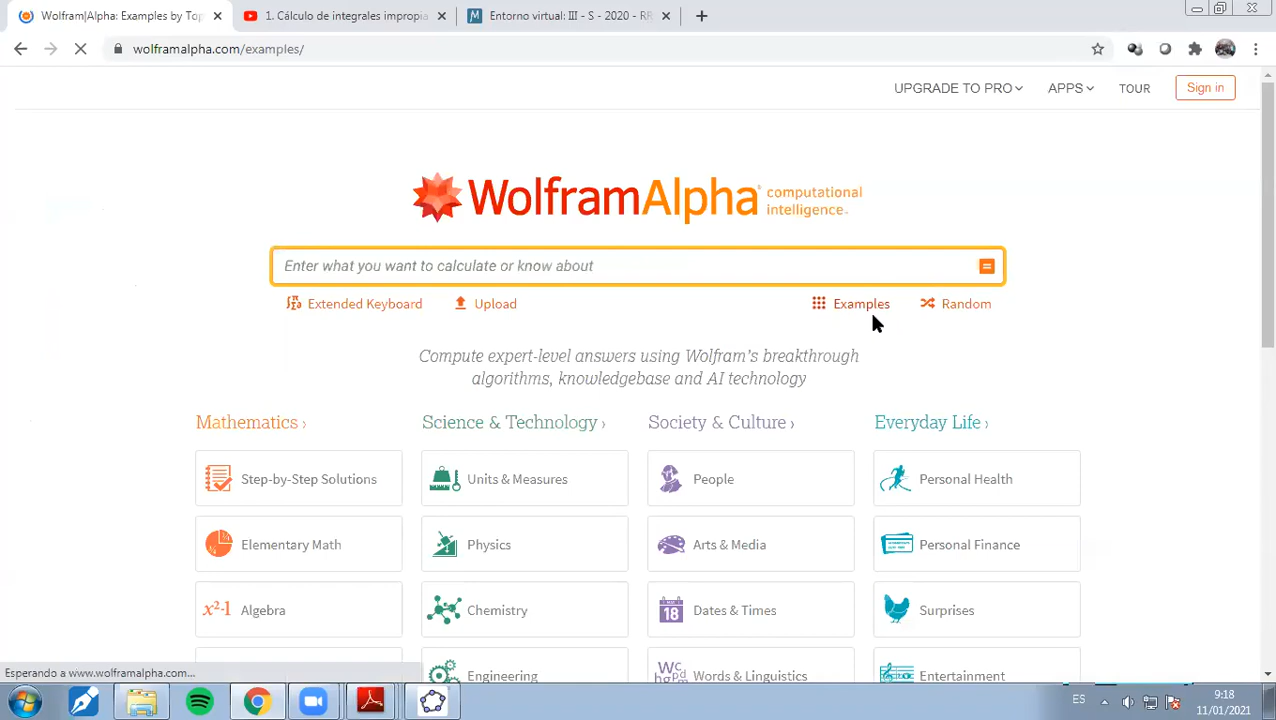 Wolfram|Alpha: Examples by Top
1. Cálculo de integrales impropia
M Entorno virtual: III - S - 2020 - RR
wolframalpha.com/examples/
UPGRADE TO PRO
APPS
TOUR
Sign in
WolframAlpha computational intelligence.
Enter what you want to calculate or know about
Extended Keyboard
Upload
Examples
Random
Compute expert-level answers using Wolfram's breakthrough
algorithms, knowledgebase and AI technology
Mathematics ›
Science & Technology ›
Society & Culture ›
Everyday Life ›
Step-by-Step Solutions
Units & Measures
People
Personal Health
Elementary Math
Physics
Arts & Media
Personal Finance
x²-1 Algebra
Chemistry
18 Dates & Times
Surprises
Engineering
Words & Linguistics
Entertainment
Esperando a www.wolframalpha.com...
ES
9:18
11/01/2021